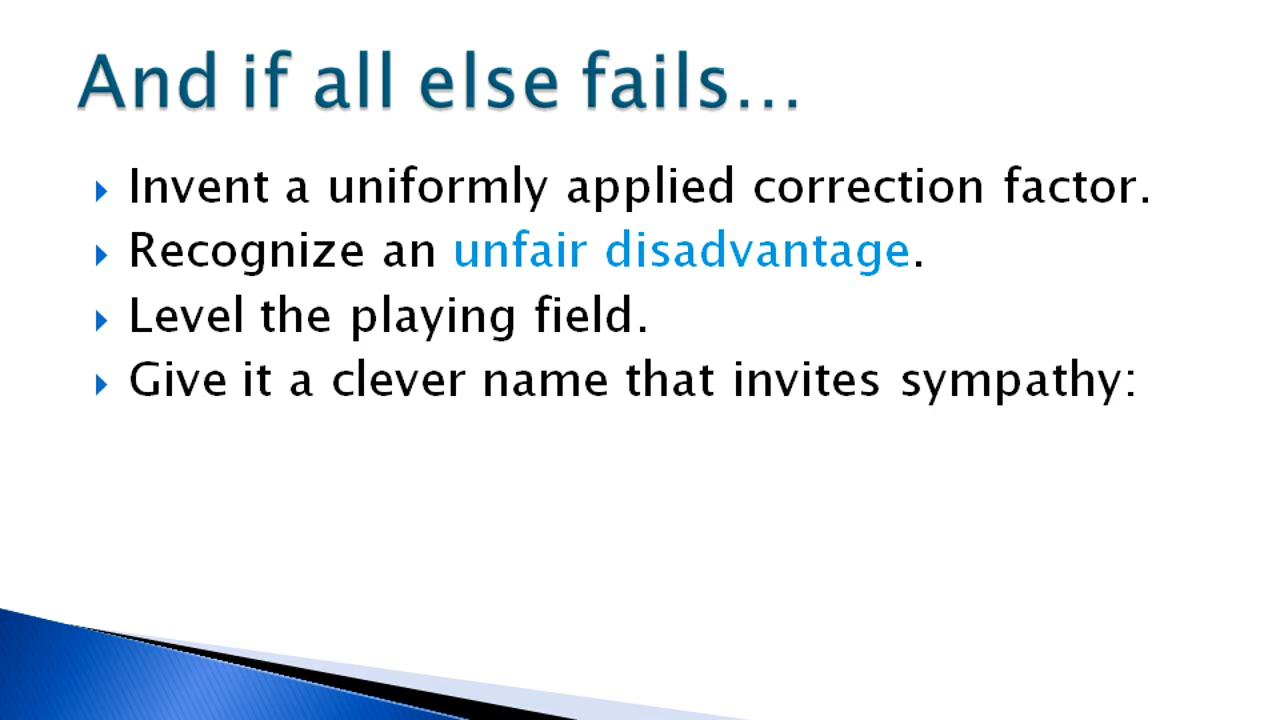 And if all else fails...
Invent a uniformly applied correction factor.
Recognize an unfair disadvantage.
Level the playing field.
Give it a clever name that invites sympathy: